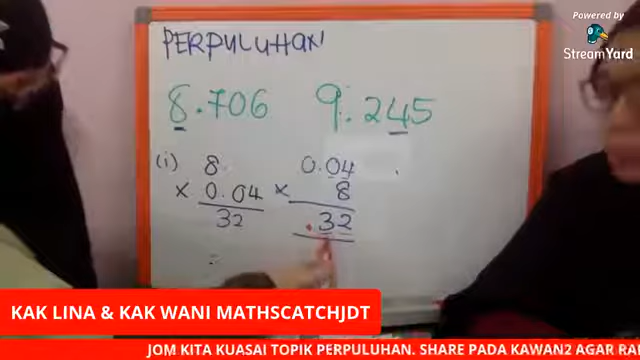 Powered by
StreamYard
PERPULUHAN
8.706 9.245
(i) 8. 0.04
× 0.04 × 8
32 .32
=
KAK LINA & KAK WANI MATHSCATCHJDT
JOM KITA KUASAI TOPIK PERPULUHAN. SHARE PADA KAWAN2 AGAR